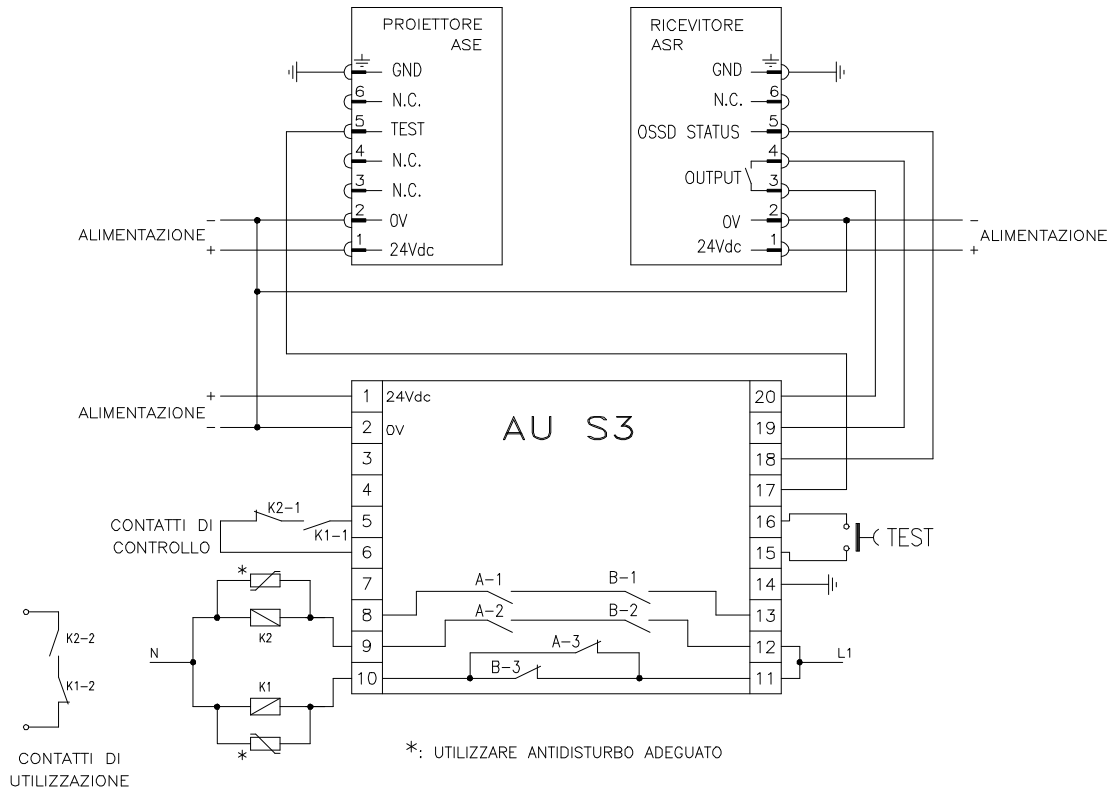 PROIETTORE
ASE
GND
6 N.C.
5 TEST
4 N.C.
3 N.C.
2 0V
1 24Vdc
ALIMENTAZIONE
-
+
RICEVITORE
ASR
GND
N.C. 6
OSSD STATUS 5
4
OUTPUT 3
0V 2
24Vdc 1
-
ALIMENTAZIONE
+
AU S3
+
ALIMENTAZIONE
-
1 24Vdc
2 0V
3
4
5
6
7
8
9
10
20
19
18
17
16
15
14
13
12
11
K2-1
K1-1
CONTATTI DI
CONTROLLO
TEST
A-1 B-1
A-2 B-2
A-3
B-3
*
K2
N
K1
*
L1
K2-2
K1-2
CONTATTI DI
UTILIZZAZIONE
*: UTILIZZARE ANTIDISTURBO ADEGUATO